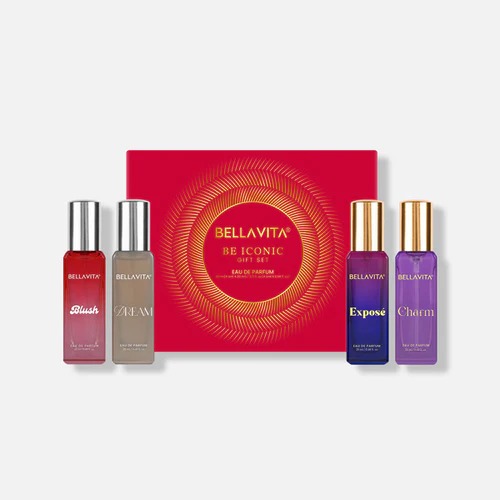 BELLAVITA®
BE ICONIC
GIFT SET
EAU DE PARFUM
BELLAVITA®
Blush
EAU DE PARFUM
BELLAVITA®
DREAM
EAU DE PARFUM
BELLAVITA®
Exposé
EAU DE PARFUM
BELLAVITA®
Charm
EAU DE PARFUM